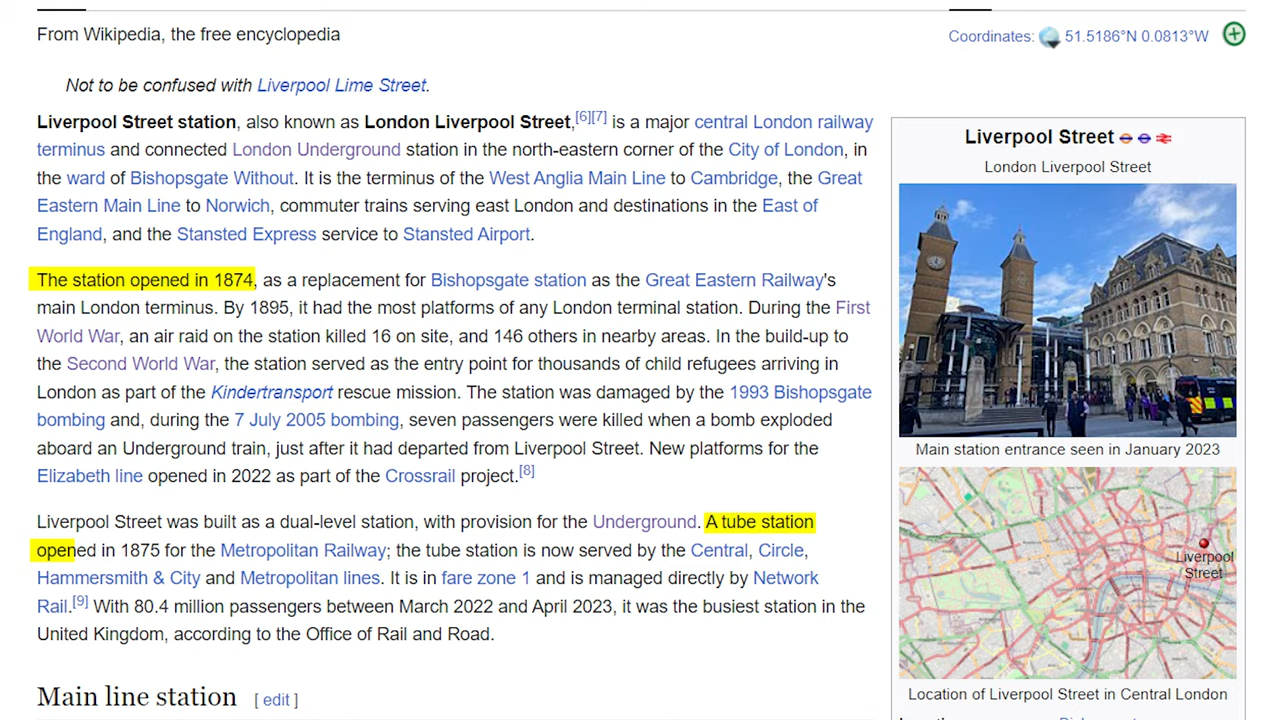 From Wikipedia, the free encyclopedia
Coordinates: 51.5186°N 0.0813°W
Not to be confused with Liverpool Lime Street.
Liverpool Street station, also known as London Liverpool Street,[6][7] is a major central London railway
terminus and connected London Underground station in the north-eastern corner of the City of London, in
the ward of Bishopsgate Without. It is the terminus of the West Anglia Main Line to Cambridge, the Great
Eastern Main Line to Norwich, commuter trains serving east London and destinations in the East of
England, and the Stansted Express service to Stansted Airport.
The station opened in 1874, as a replacement for Bishopsgate station as the Great Eastern Railway's
main London terminus. By 1895, it had the most platforms of any London terminal station. During the First
World War, an air raid on the station killed 16 on site, and 146 others in nearby areas. In the build-up to
the Second World War, the station served as the entry point for thousands of child refugees arriving in
London as part of the Kindertransport rescue mission. The station was damaged by the 1993 Bishopsgate
bombing and, during the 7 July 2005 bombing, seven passengers were killed when a bomb exploded
aboard an Underground train, just after it had departed from Liverpool Street. New platforms for the
Elizabeth line opened in 2022 as part of the Crossrail project.[8]
Liverpool Street was built as a dual-level station, with provision for the Underground. A tube station
opened in 1875 for the Metropolitan Railway; the tube station is now served by the Central, Circle,
Hammersmith & City and Metropolitan lines. It is in fare zone 1 and is managed directly by Network
Rail.[9] With 80.4 million passengers between March 2022 and April 2023, it was the busiest station in the
United Kingdom, according to the Office of Rail and Road.
Main line station [ edit ]
Liverpool Street
London Liverpool Street
Main station entrance seen in January 2023
Liverpool
Street
Location of Liverpool Street in Central London